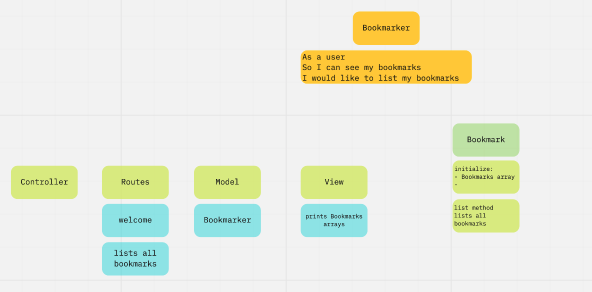 Bookmarker
As a user
So I can see my bookmarks
I would like to list my bookmarks
Bookmark
initialize:
- Bookmarks array
-
list method
lists all
bookmarks
Controller
Routes
Model
View
welcome
Bookmarker
prints Bookmarks
arrays
lists all
bookmarks